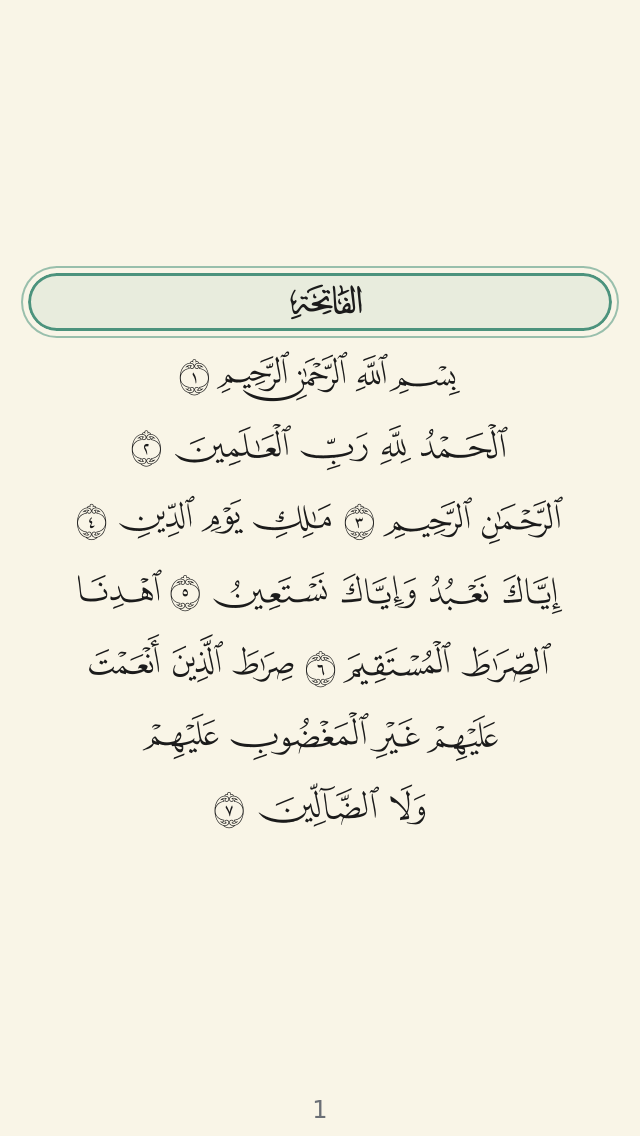 الفَاتِحَةِ
بِسْمِ ٱللَّهِ ٱلرَّحْمَٰنِ ٱلرَّحِيمِ ١
ٱلْحَمْدُ لِلَّهِ رَبِّ ٱلْعَٰلَمِينَ ٢
ٱلرَّحْمَٰنِ ٱلرَّحِيمِ ٣ مَٰلِكِ يَوْمِ ٱلدِّينِ ٤
إِيَّاكَ نَعْبُدُ وَإِيَّاكَ نَسْتَعِينُ ٥ ٱهْدِنَا
ٱلصِّرَٰطَ ٱلْمُسْتَقِيمَ ٦ صِرَٰطَ ٱلَّذِينَ أَنْعَمْتَ
عَلَيْهِمْ غَيْرِ ٱلْمَغْضُوبِ عَلَيْهِمْ
وَلَا ٱلضَّآلِّينَ ٧
1